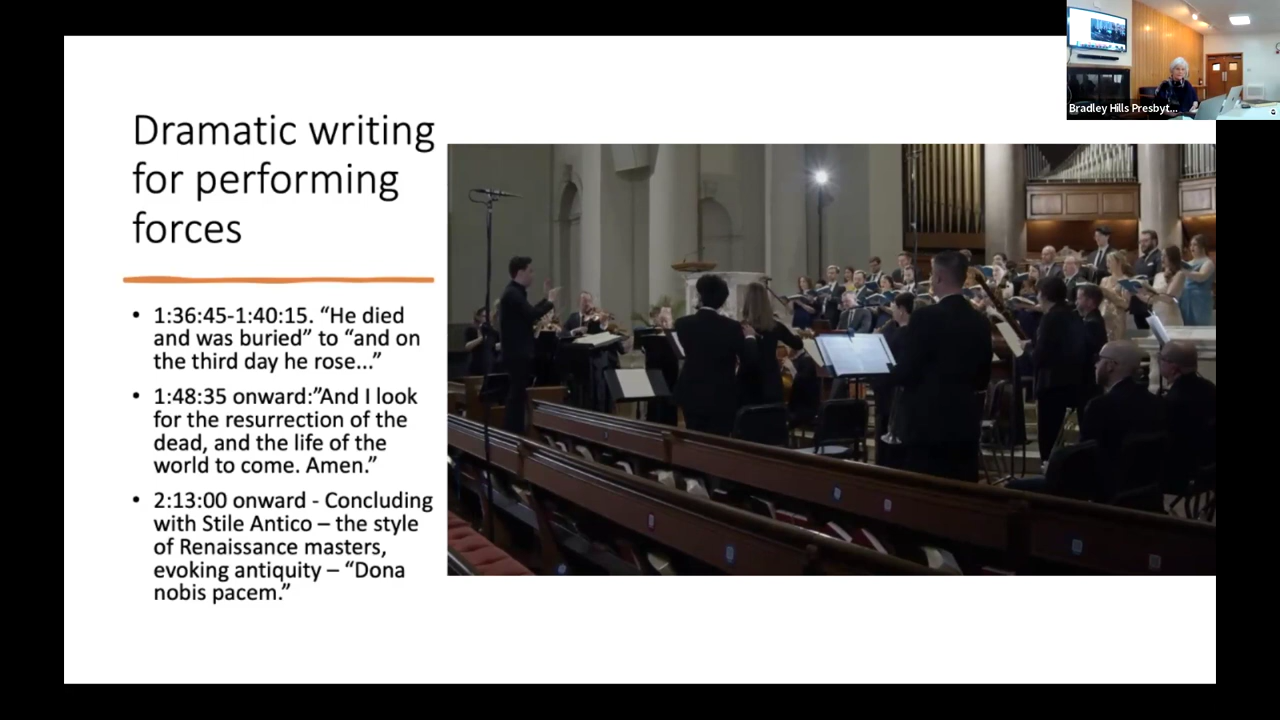 Bradley Hills Presbyt...
Dramatic writing
for performing
forces
• 1:36:45-1:40:15. “He died
and was buried” to “and on
the third day he rose...”
• 1:48:35 onward:”And I look
for the resurrection of the
dead, and the life of the
world to come. Amen.”
• 2:13:00 onward - Concluding
with Stile Antico – the style
of Renaissance masters,
evoking antiquity – “Dona
nobis pacem.”